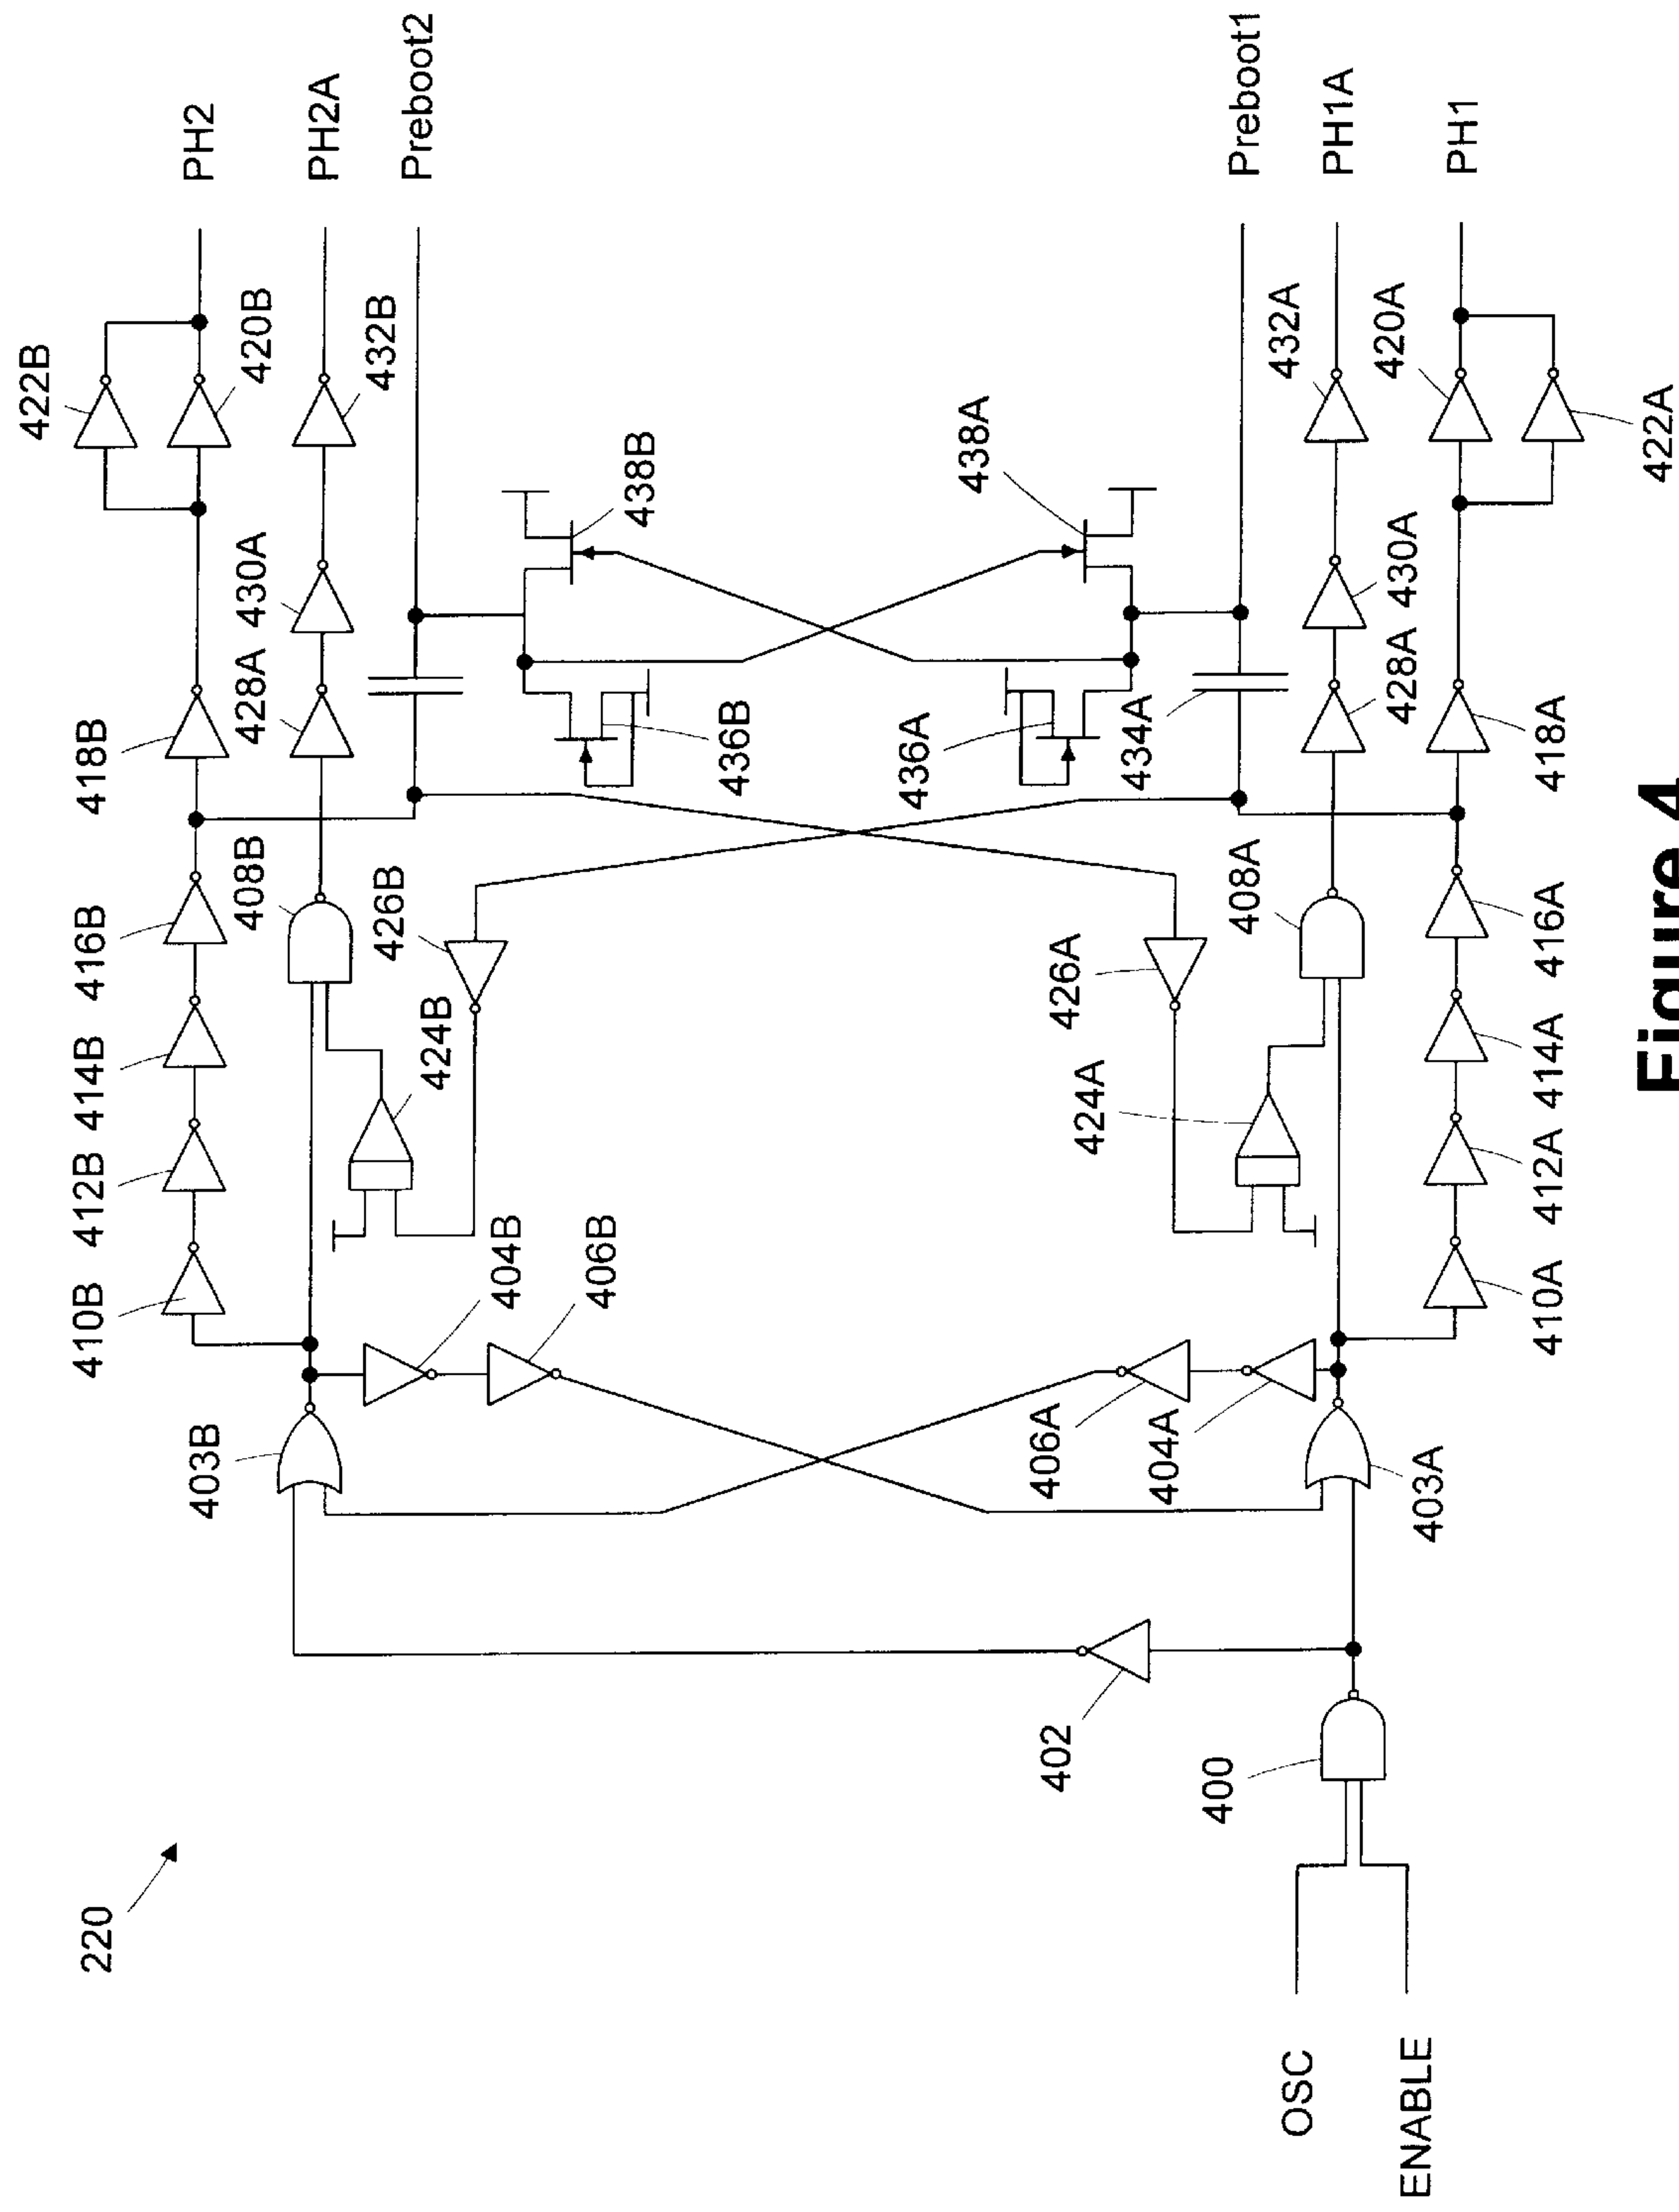 220
PH2
PH2A
Preboot2
422B
420B
432B
418B
428A
430A
438B
436B
410B
412B
414B
416B
408B
426B
424B
403B
404B
406B
402
400
OSC
ENABLE
406A
404A
403A
424A
426A
408A
410A
412A
414A
416A
436A
434A
438A
428A
430A
432A
418A
420A
422A
Preboot1
PH1A
PH1
Figure 4